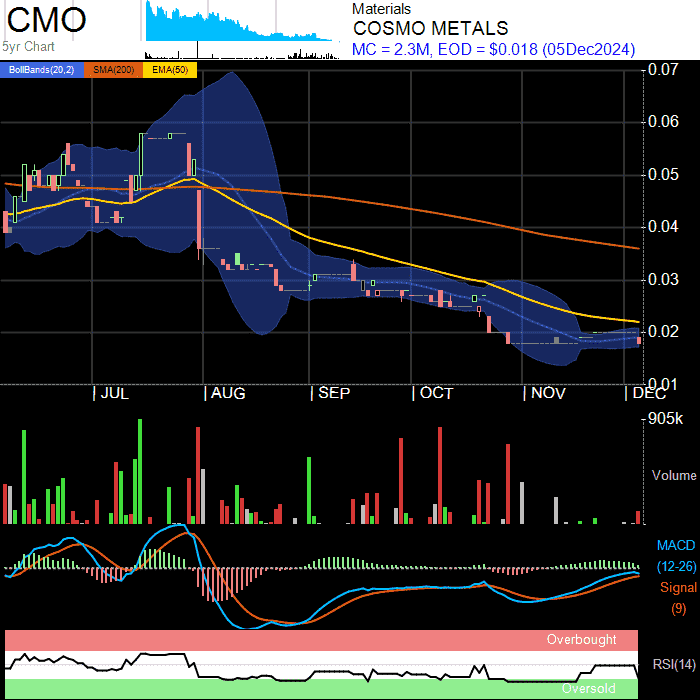 CMO
5yr Chart
Materials
COSMO METALS
MC = 2.3M, EOD = $0.018 (05Dec2024)
BollBands(20,2) SMA(200) EMA(50)
0.07
0.06
0.05
0.04
0.03
0.02
0.01
JUL AUG SEP OCT NOV DEC
905k
Volume
MACD
(12-26)
Signal
(9)
Overbought
RSI(14)
Oversold